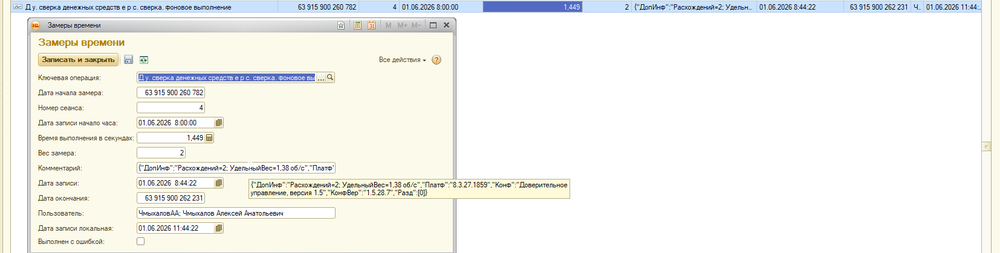 Д у. сверка денежных средств е р с. сверка. фоновое выполнение 63 915 900 260 782 4 01.06.2026 8:00:00 1,449 2 {"ДопИнф":"Расхождений=2; Удельн... 01.06.2026 8:44:22 63 915 900 262 231 Ч... 01.06.2026 11:44:...
Замеры времени
M M+ M-
Замеры времени
Записать и закрыть Все действия ?
Ключевая операция: Д у. сверка денежных средств е р с. сверка. фоновое вы ...
Дата начала замера: 63 915 900 260 782
Номер сеанса: 4
Дата записи начало часа: 01.06.2026 8:00:00
Время выполнения в секундах: 1,449
Вес замера: 2
Комментарий: {"ДопИнф":"Расхождений=2; УдельныйВес=1,38 об/с","Платф"
Дата записи: 01.06.2026 8:44:22
{"ДопИнф":"Расхождений=2; УдельныйВес=1,38 об/с","Платф":"8.3.27.1859","Конф":"Доверительное
управление, версия 1.5","КонфВер":"1.5.28.7","Разд":[0]}
Дата окончания: 63 915 900 262 231
Пользователь: ЧмыхаловАА; Чмыхалов Алексей Анатольевич
Дата записи локальная: 01.06.2026 11:44:22
Выполнен с ошибкой: